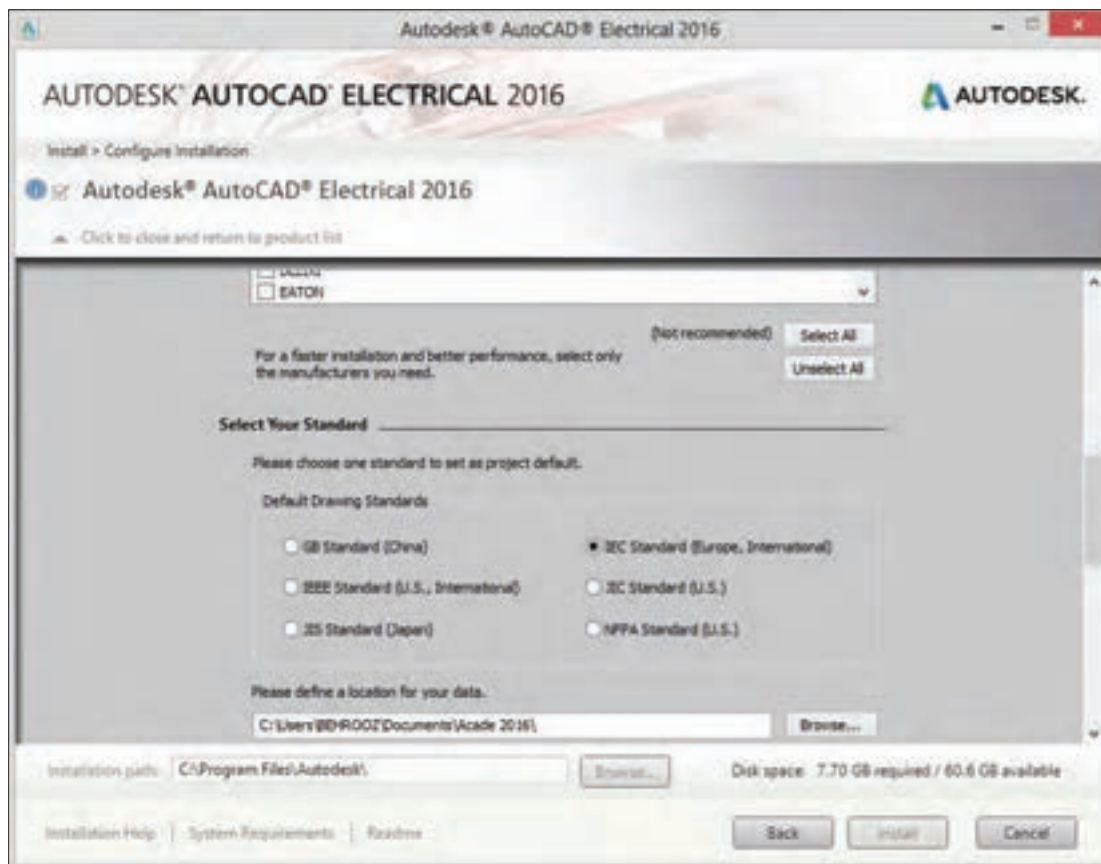 Autodesk® AutoCAD® Electrical 2016
AUTODESK® AUTOCAD® ELECTRICAL 2016
AUTODESK.
Install > Configure Installation
Autodesk® AutoCAD® Electrical 2016
Click to close and return to product list
EATON
(Not recommended) Select All
For a faster installation and better performance, select only
the manufacturers you need.
Unselect All
Select Your Standard
Please choose one standard to set as project default.
Default Drawing Standards
GB Standard (China) IEC Standard (Europe, International)
IEEE Standard (U.S., International) JIC Standard (U.S.)
JIS Standard (Japan) NFPA Standard (U.S.)
Please define a location for your data.
C:\Users\BEHROOZ\Documents\Acade 2016\ Browse...
Installation path: C:\Program Files\Autodesk\ Browse... Disk space: 7.70 GB required / 60.6 GB available
Installation Help | System Requirements | Readme Back Install Cancel